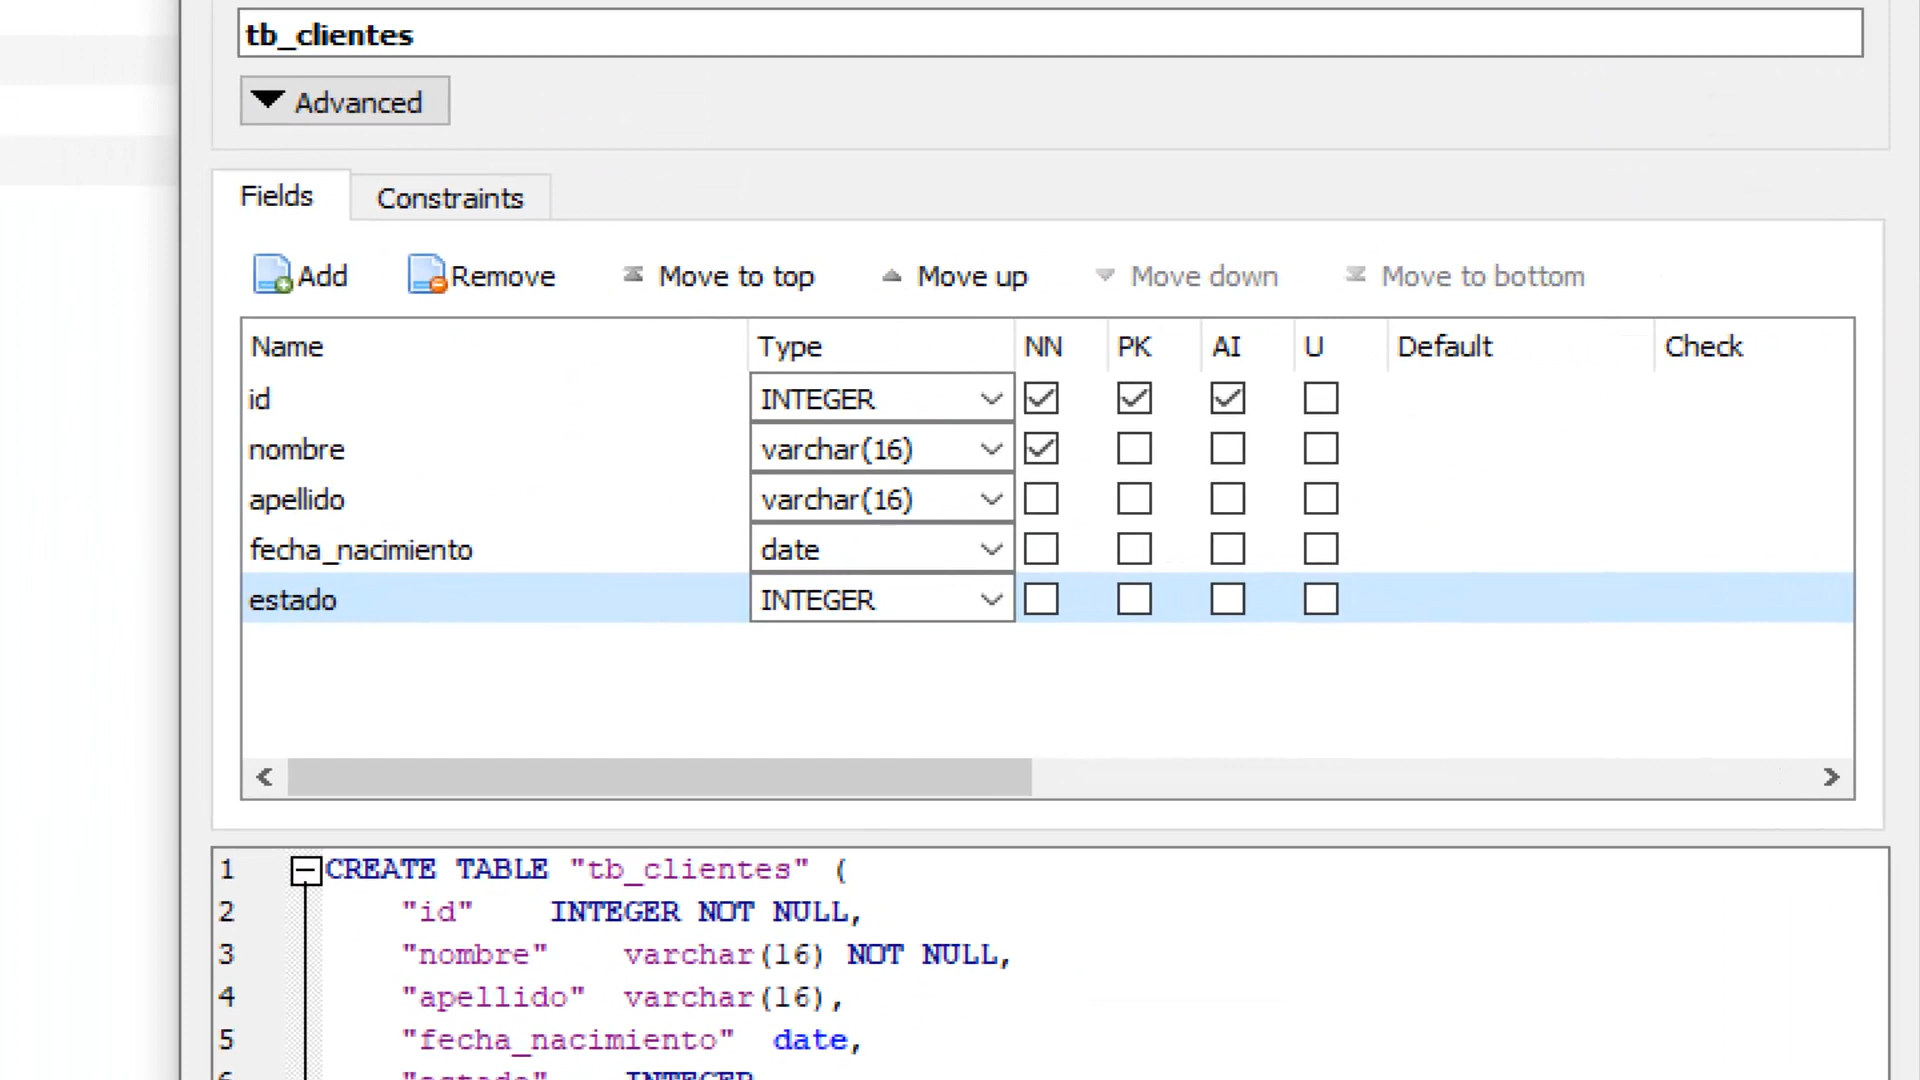 tb_clientes
Advanced
Fields Constraints
Add Remove Move to top Move up Move down Move to bottom
Name Type NN PK AI U Default Check
id INTEGER
nombre varchar(16)
apellido varchar(16)
fecha_nacimiento date
estado INTEGER
1 CREATE TABLE "tb_clientes" (
2 "id" INTEGER NOT NULL,
3 "nombre" varchar(16) NOT NULL,
4 "apellido" varchar(16),
5 "fecha_nacimiento" date,
6 "estado" INTEGER